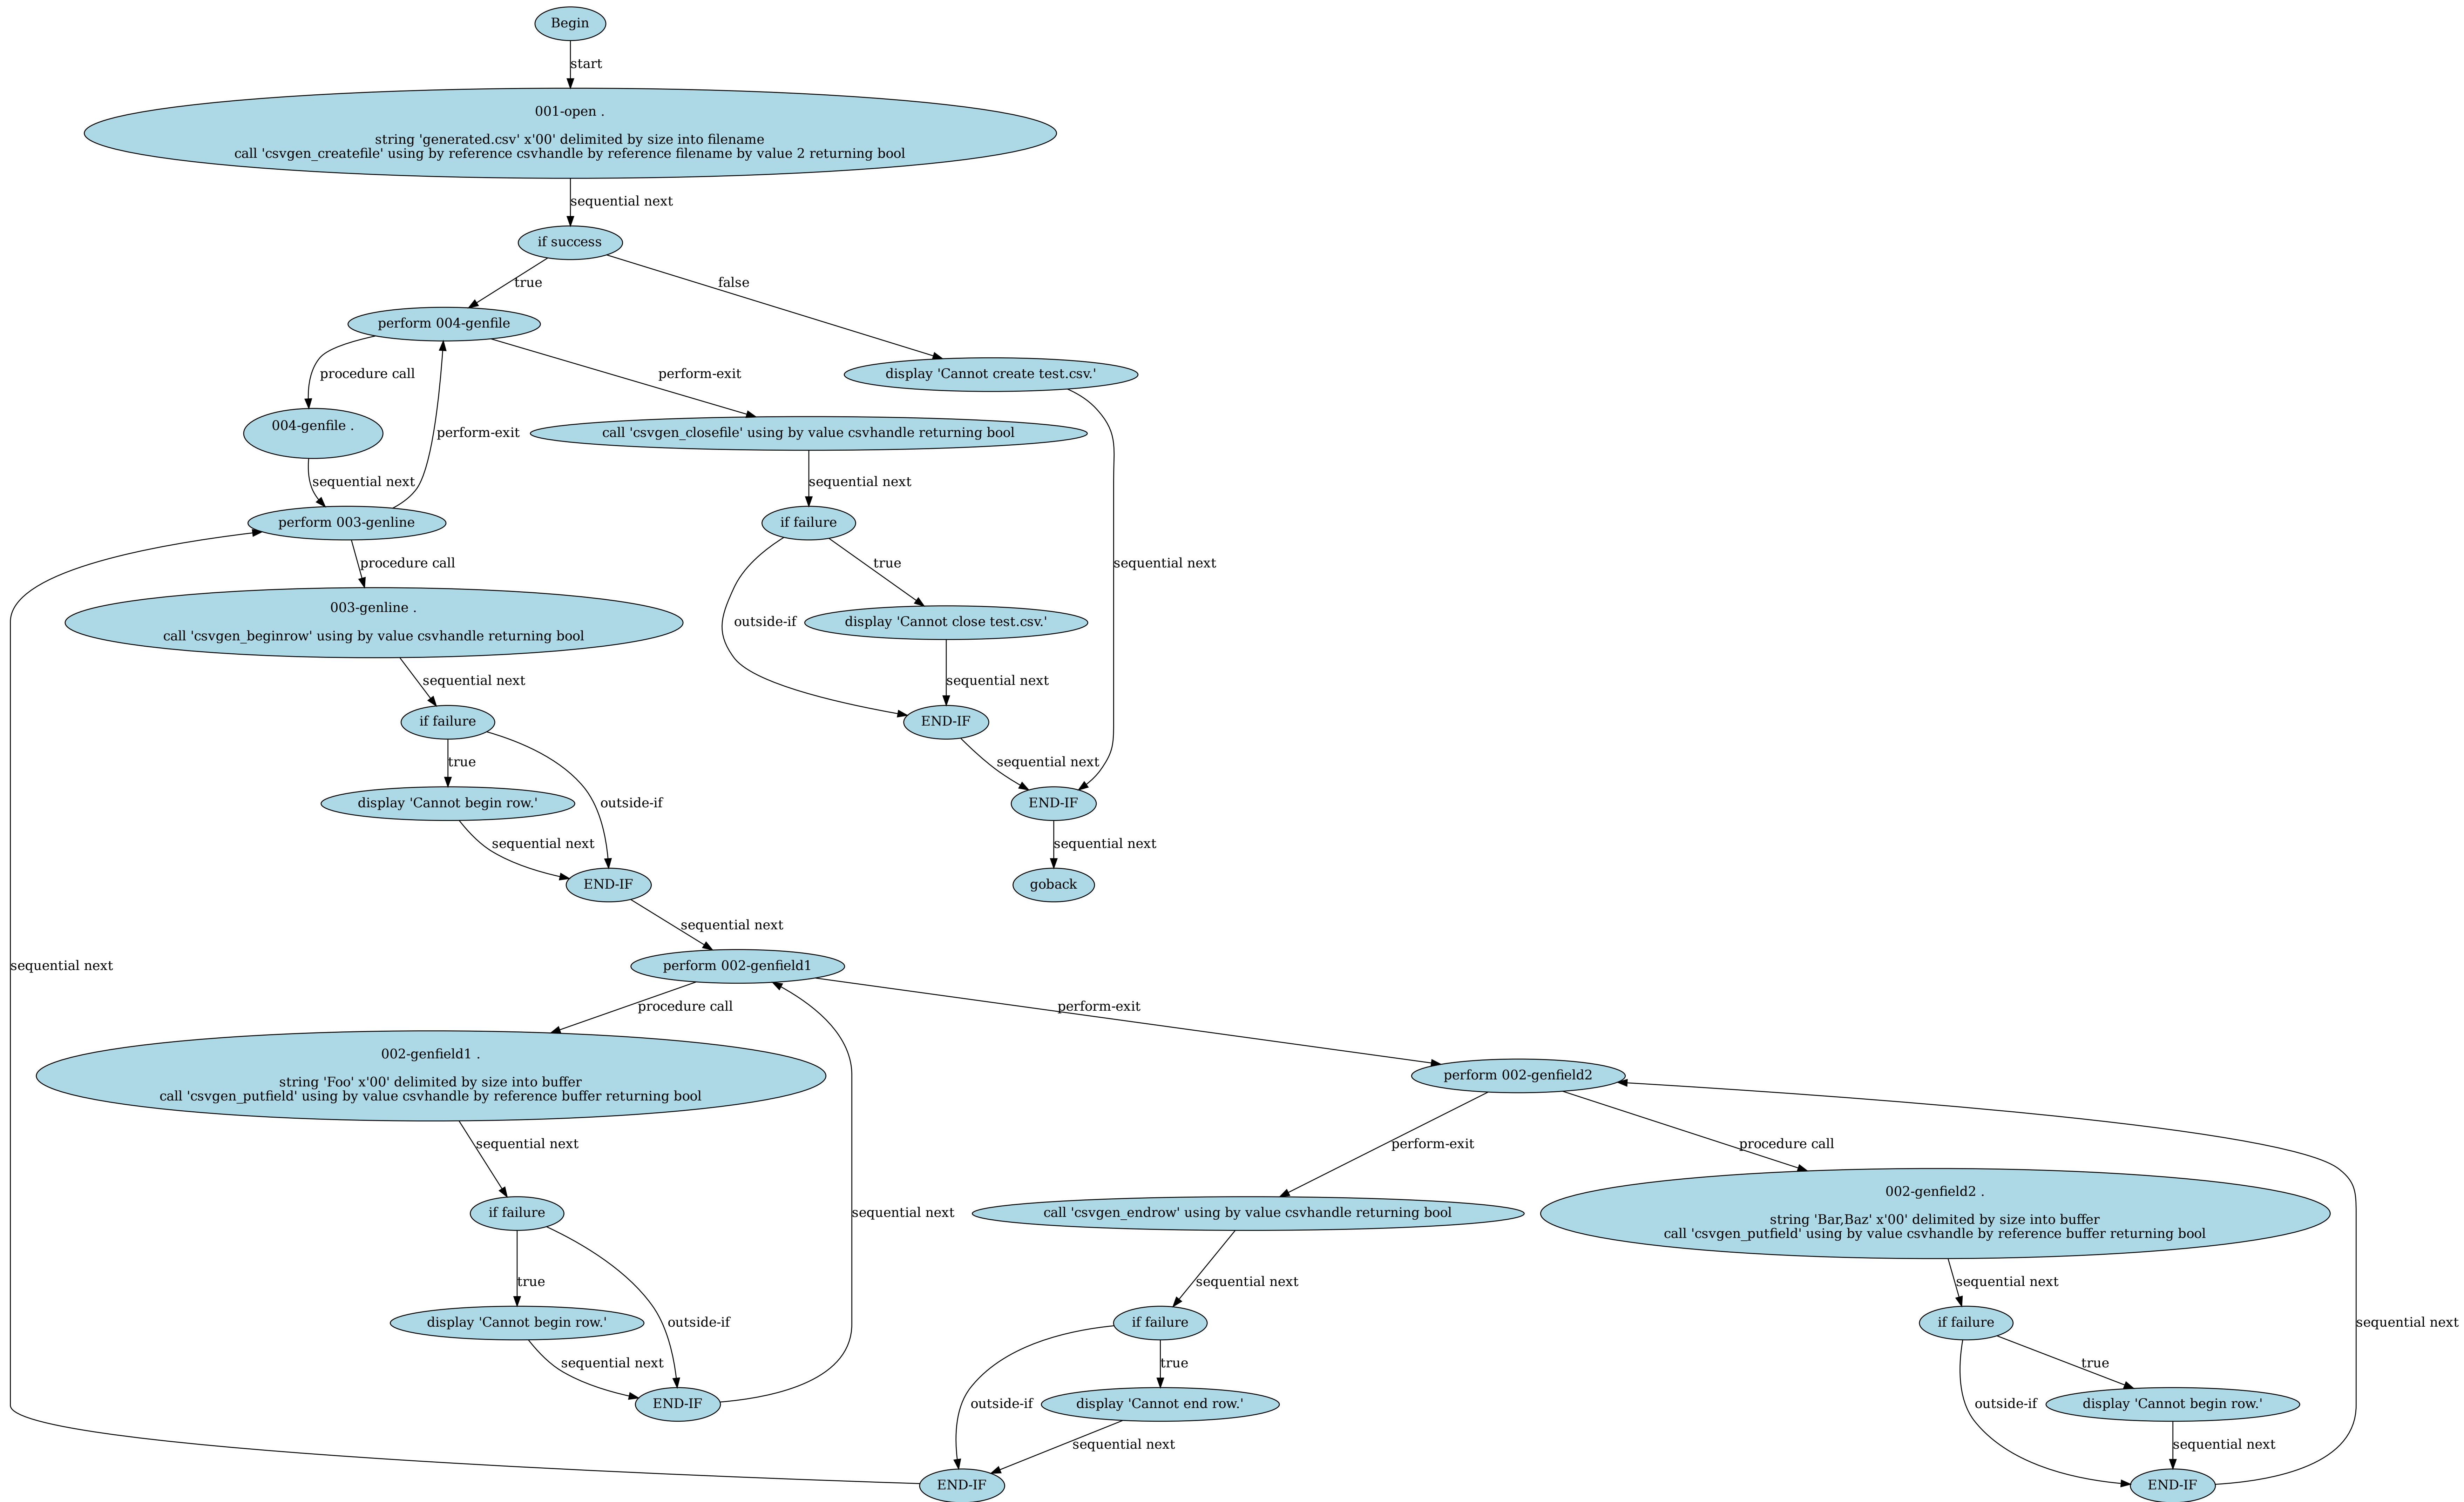 Begin
start
001-open .
string 'generated.csv' x'00' delimited by size into filename
call 'csvgen_createfile' using by reference csvhandle by reference filename by value 2 returning bool
sequential next
if success
true
false
perform 004-genfile
procedure call
perform-exit
display 'Cannot create test.csv.'
004-genfile .
perform-exit
call 'csvgen_closefile' using by value csvhandle returning bool
sequential next
sequential next
perform 003-genline
if failure
procedure call
true
sequential next
003-genline .
call 'csvgen_beginrow' using by value csvhandle returning bool
outside-if
display 'Cannot close test.csv.'
sequential next
sequential next
if failure
END-IF
true
sequential next
display 'Cannot begin row.'
outside-if
END-IF
sequential next
sequential next
END-IF
goback
sequential next
sequential next
perform 002-genfield1
procedure call
perform-exit
002-genfield1 .
string 'Foo' x'00' delimited by size into buffer
call 'csvgen_putfield' using by value csvhandle by reference buffer returning bool
perform 002-genfield2
sequential next
perform-exit
procedure call
if failure
sequential next
call 'csvgen_endrow' using by value csvhandle returning bool
002-genfield2 .
string 'Bar,Baz' x'00' delimited by size into buffer
call 'csvgen_putfield' using by value csvhandle by reference buffer returning bool
true
sequential next
sequential next
display 'Cannot begin row.'
outside-if
if failure
if failure
sequential next
sequential next
true
true
END-IF
outside-if
display 'Cannot end row.'
outside-if
display 'Cannot begin row.'
sequential next
sequential next
END-IF
END-IF